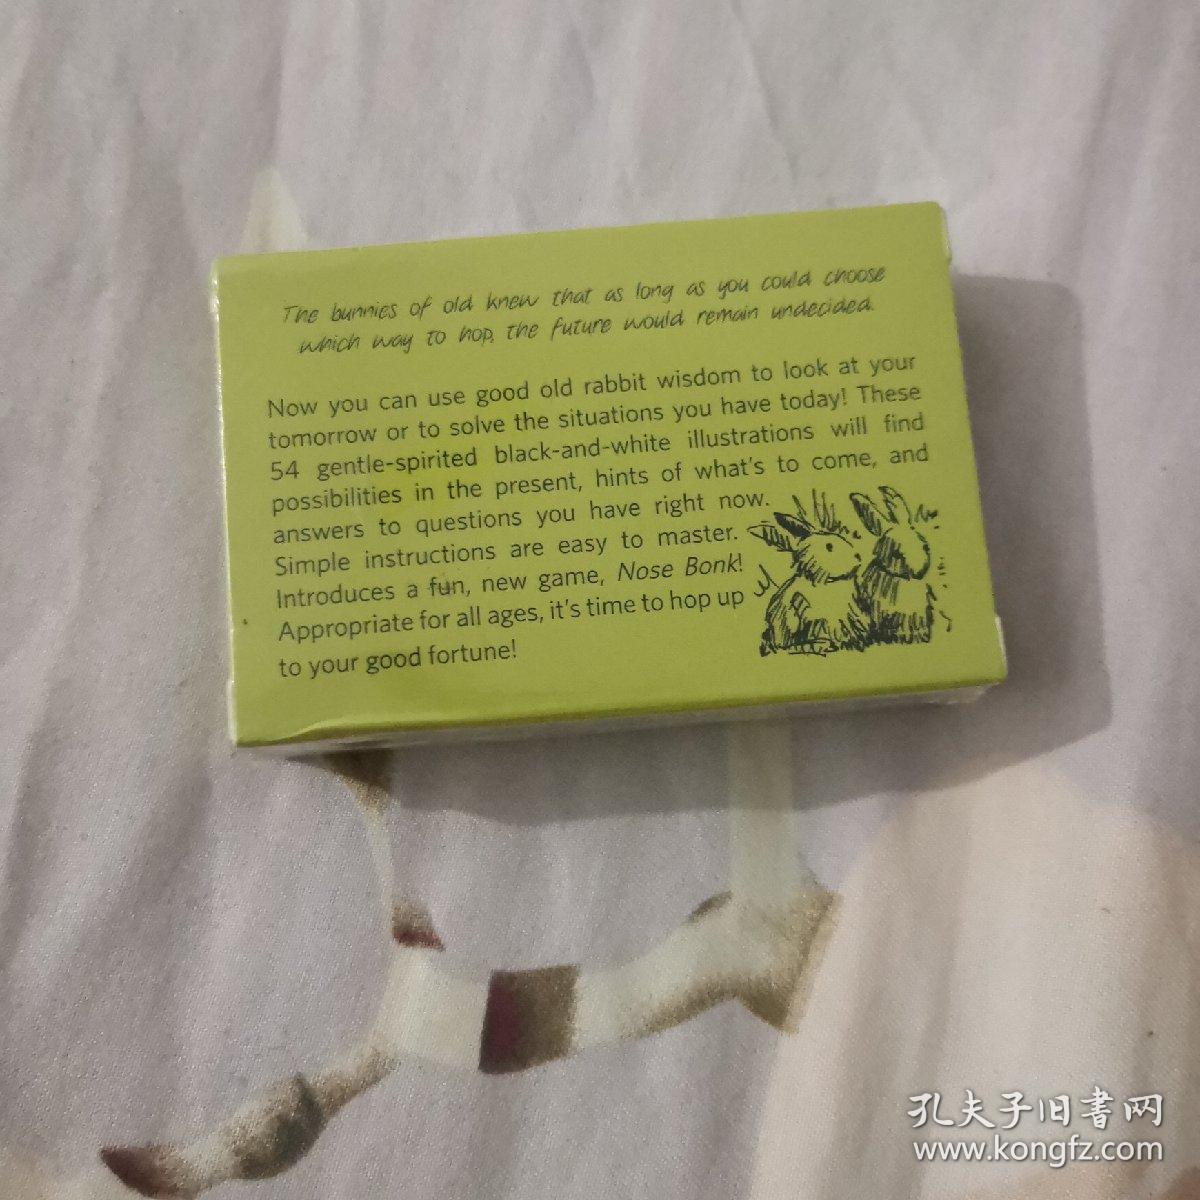 The bunnies of old knew that as long as you could choose
which way to hop, the future would remain undecided.
Now you can use good old rabbit wisdom to look at your
tomorrow or to solve the situations you have today! These
54 gentle-spirited black-and-white illustrations will find
possibilities in the present, hints of what's to come, and
answers to questions you have right now.
Simple instructions are easy to master.
Introduces a fun, new game, Nose Bonk!
Appropriate for all ages, it's time to hop up
to your good fortune!
孔夫子旧書网
www.kongfz.com